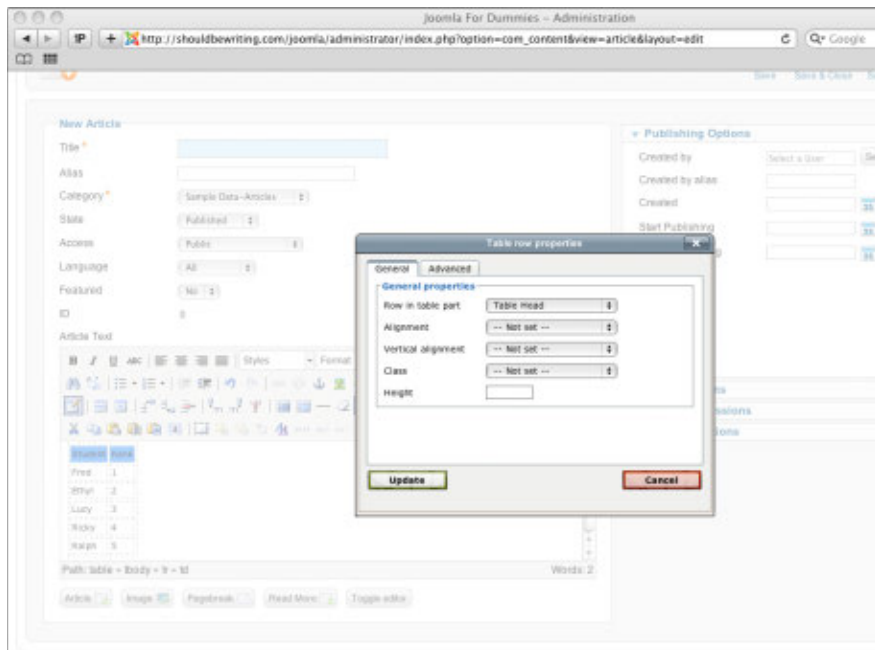 Joomla For Dummies – Administration
http://shouldbewriting.com/joomla/administrator/index.php?option=com_content&view=article&layout=edit
Google
Save Save & Close
New Article
Title *
Alias
Category *
Sample Data-Articles
State
Published
Access
Public
Language
All
Featured
No
ID
0
Article Text
B I U ABC
Styles
Format
Fred 1
Ethyl 2
Lucy 3
Ricky 4
Ralph 5
Path: table » tbody » tr » td
Words: 2
Article
Image
Pagebreak
Read More
Toggle editor
Publishing Options
Created by
Select a User
Created by alias
Created
Start Publishing
Table row properties
General
Advanced
General properties
Row in table part
Table Head
Alignment
-- Not set --
Vertical alignment
-- Not set --
Class
-- Not set --
Height
Update
Cancel